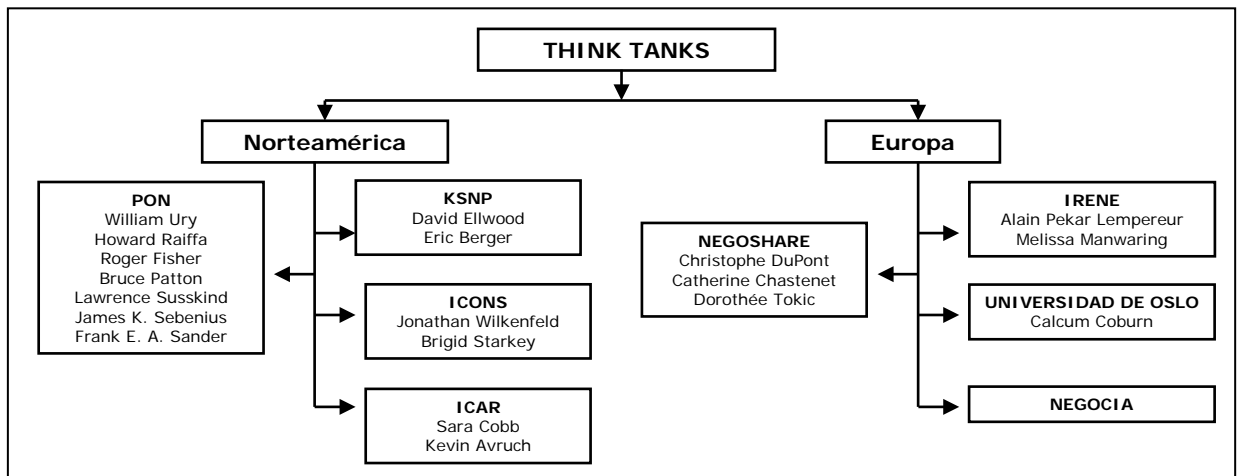 THINK TANKS
Norteamérica
Europa
PON
William Ury
Howard Raiffa
Roger Fisher
Bruce Patton
Lawrence Susskind
James K. Sebenius
Frank E. A. Sander
KSNP
David Ellwood
Eric Berger
ICONS
Jonathan Wilkenfeld
Brigid Starkey
ICAR
Sara Cobb
Kevin Avruch
NEGOSHARE
Christophe DuPont
Catherine Chastenet
Dorothée Tokic
IRENE
Alain Pekar Lempereur
Melissa Manwaring
UNIVERSIDAD DE OSLO
Calcum Coburn
NEGOCIA